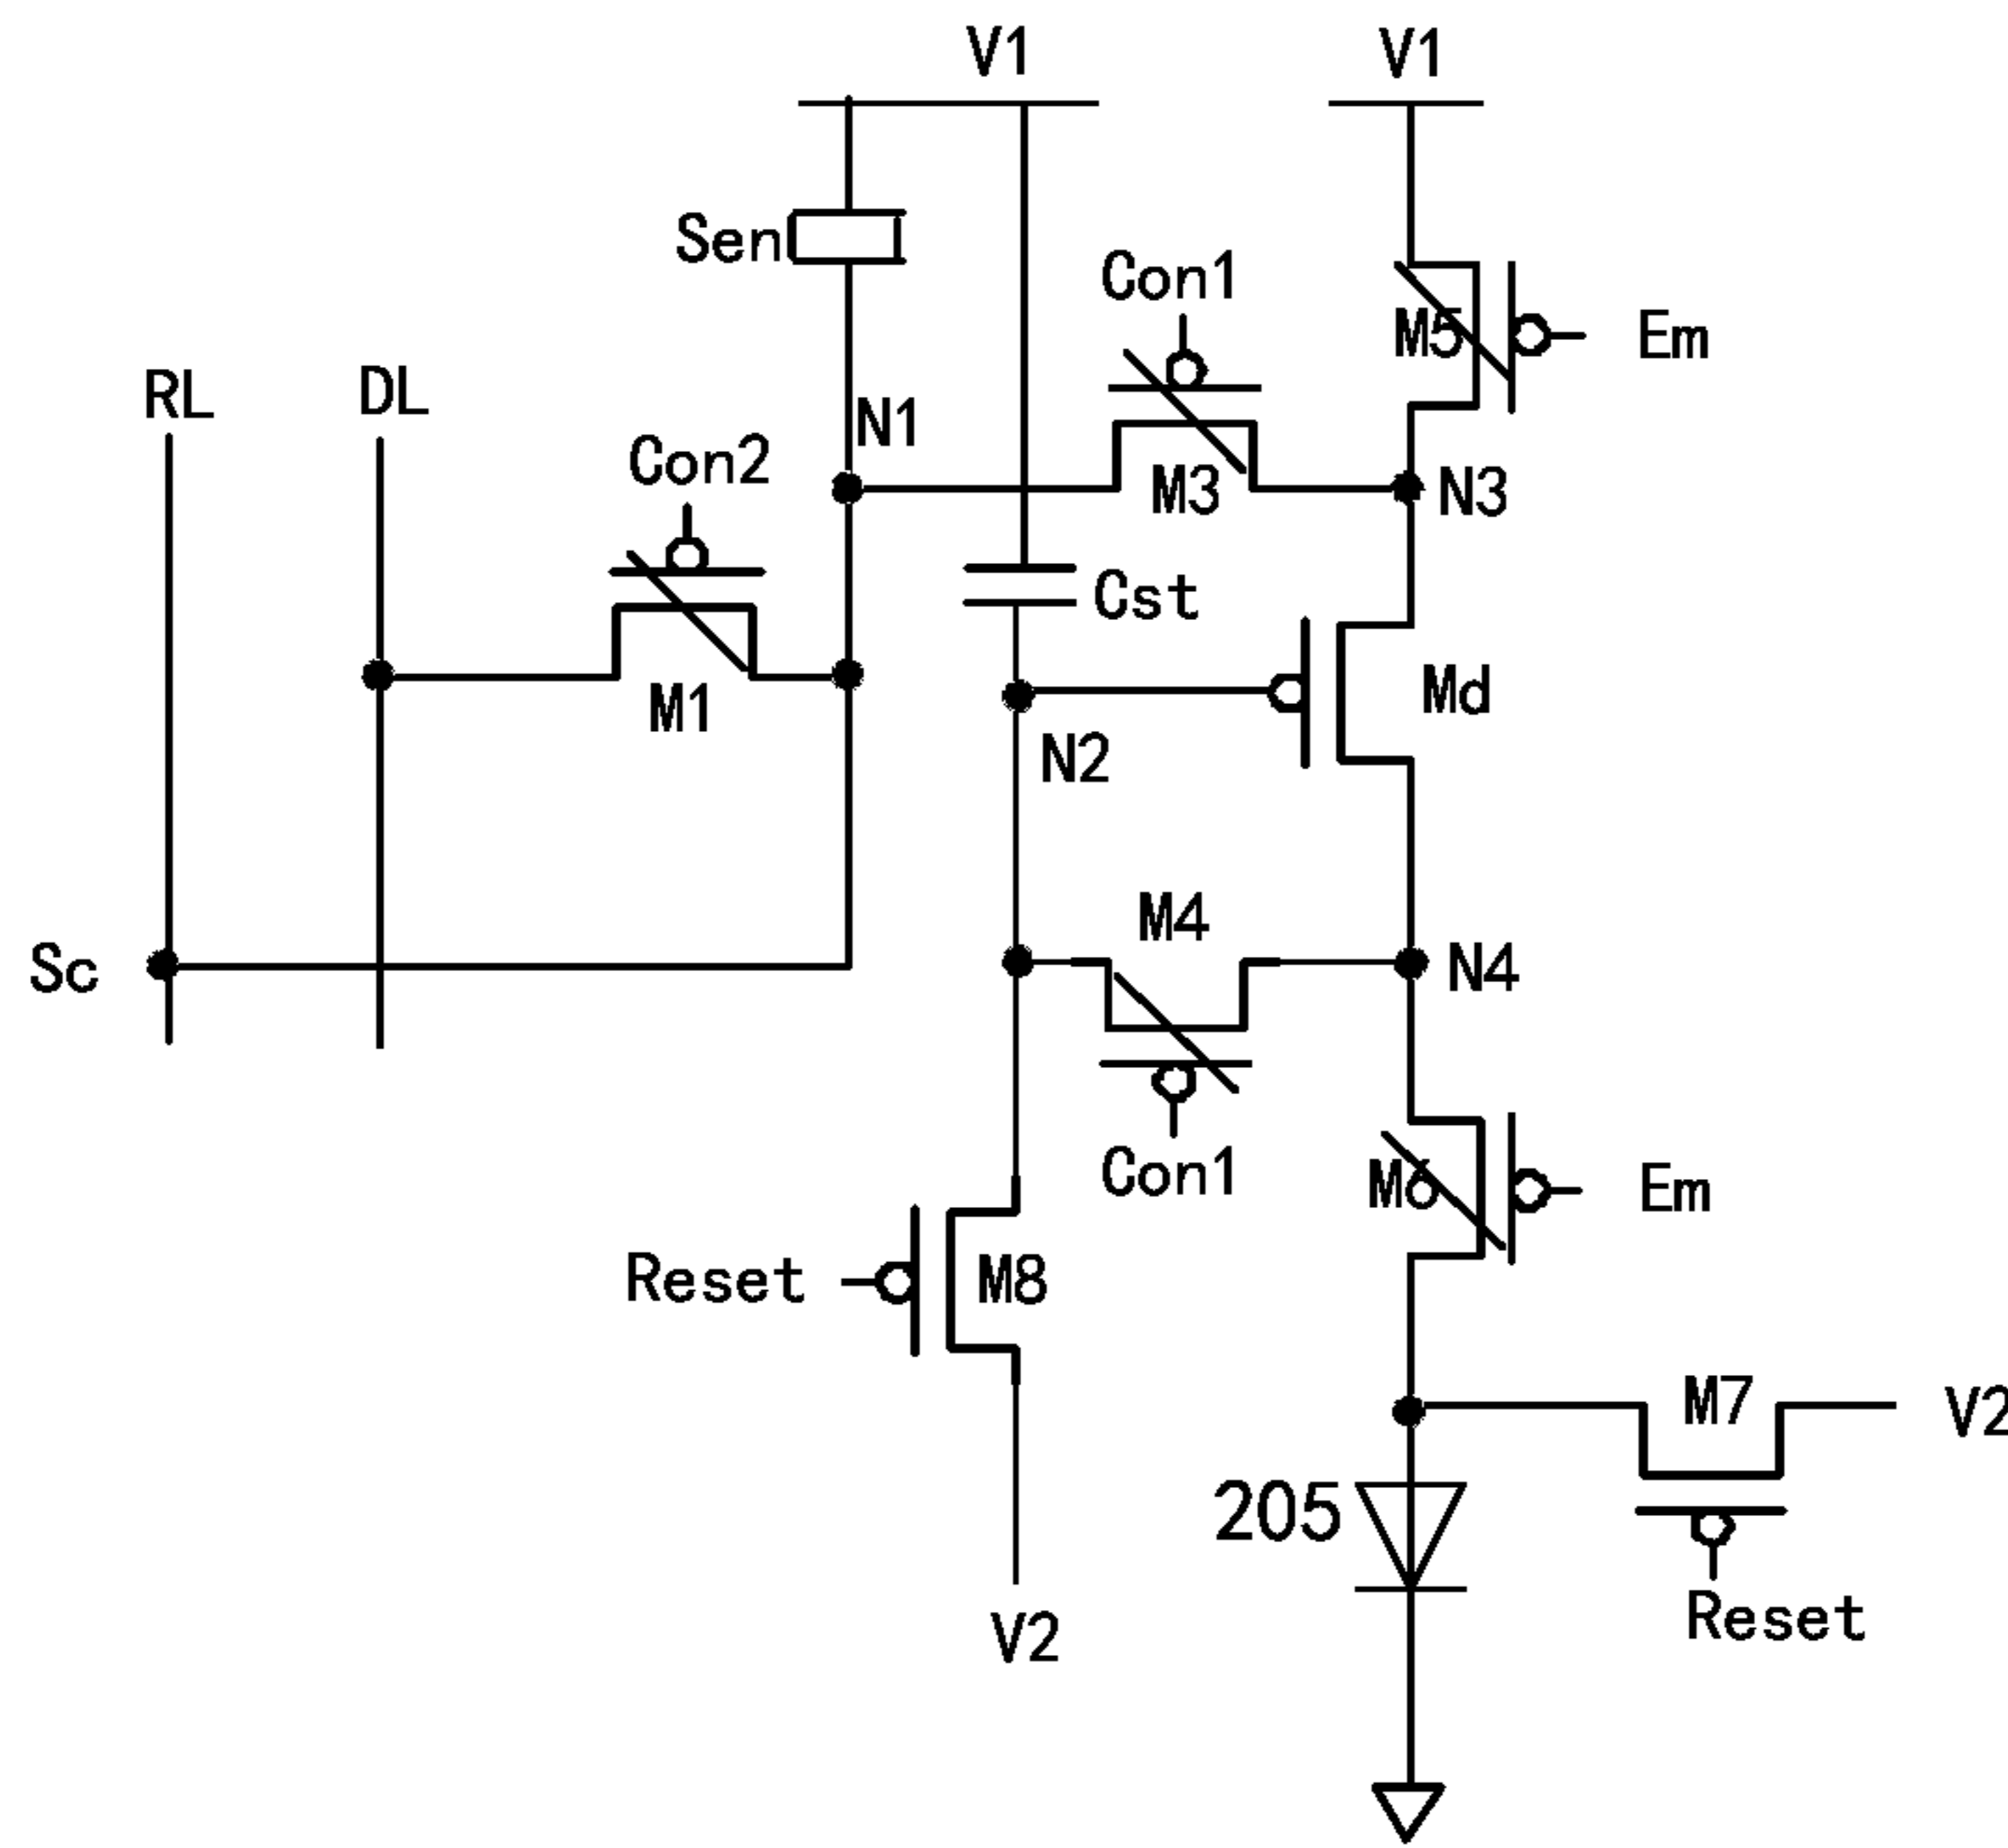 V1
V1
Sen
Con1
M5
Em
RL
DL
N1
Con2
M3
N3
Cst
M1
Md
N2
M4
Sc
N4
Con1
M6
Em
Reset
M8
M7
V2
205
Reset
V2